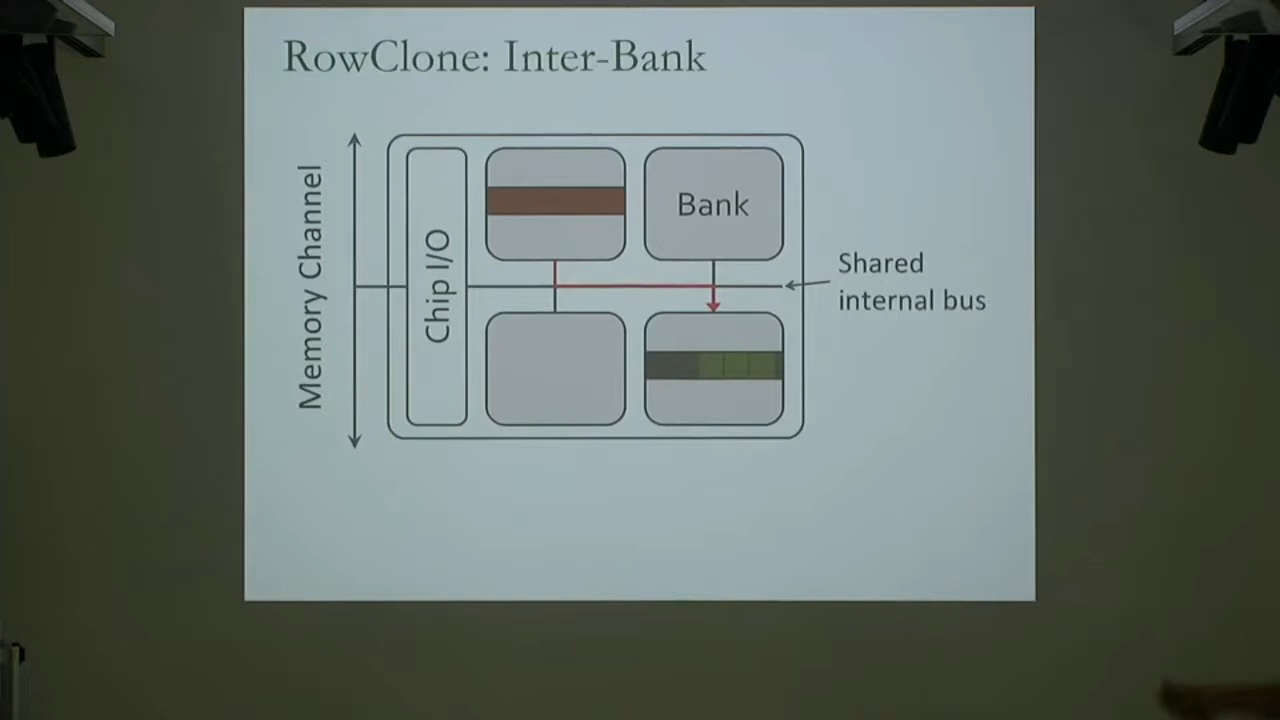 RowClone: Inter-Bank
Memory Channel
Chip I/O
Bank
Shared
internal bus